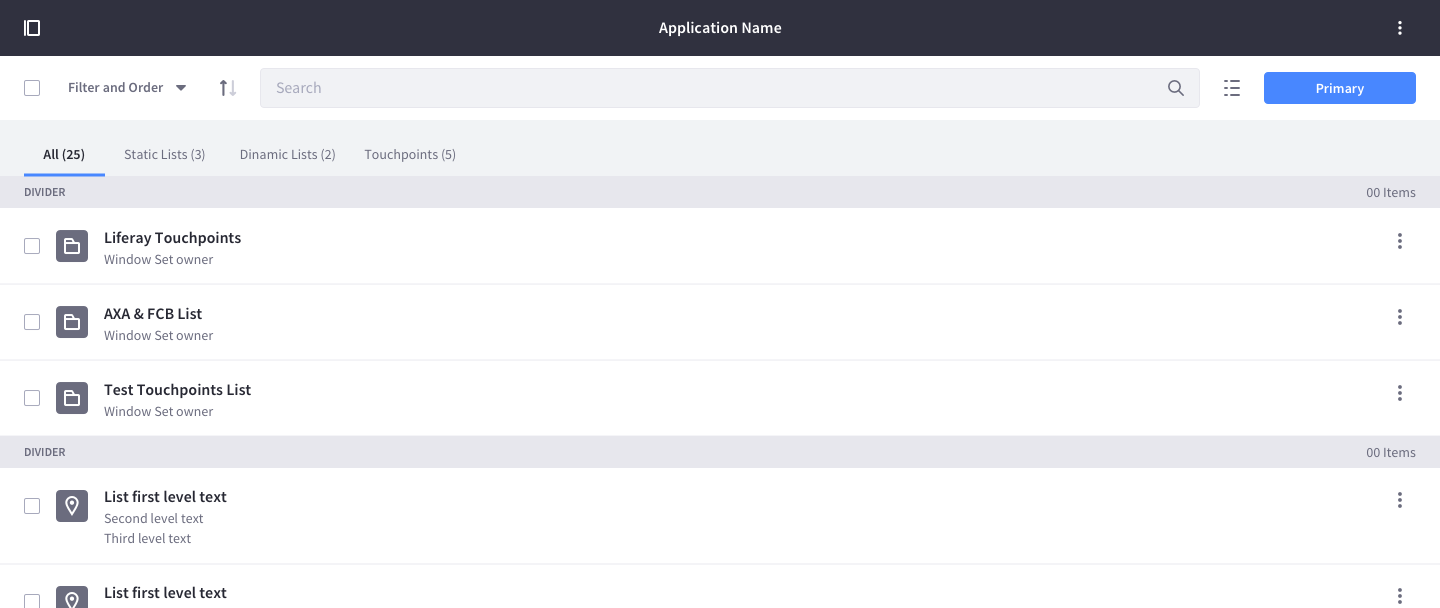 Application Name
Filter and Order
Search
Primary
All (25)
Static Lists (3)
Dinamic Lists (2)
Touchpoints (5)
DIVIDER
00 Items
Liferay Touchpoints
Window Set owner
AXA & FCB List
Window Set owner
Test Touchpoints List
Window Set owner
DIVIDER
00 Items
List first level text
Second level text
Third level text
List first level text